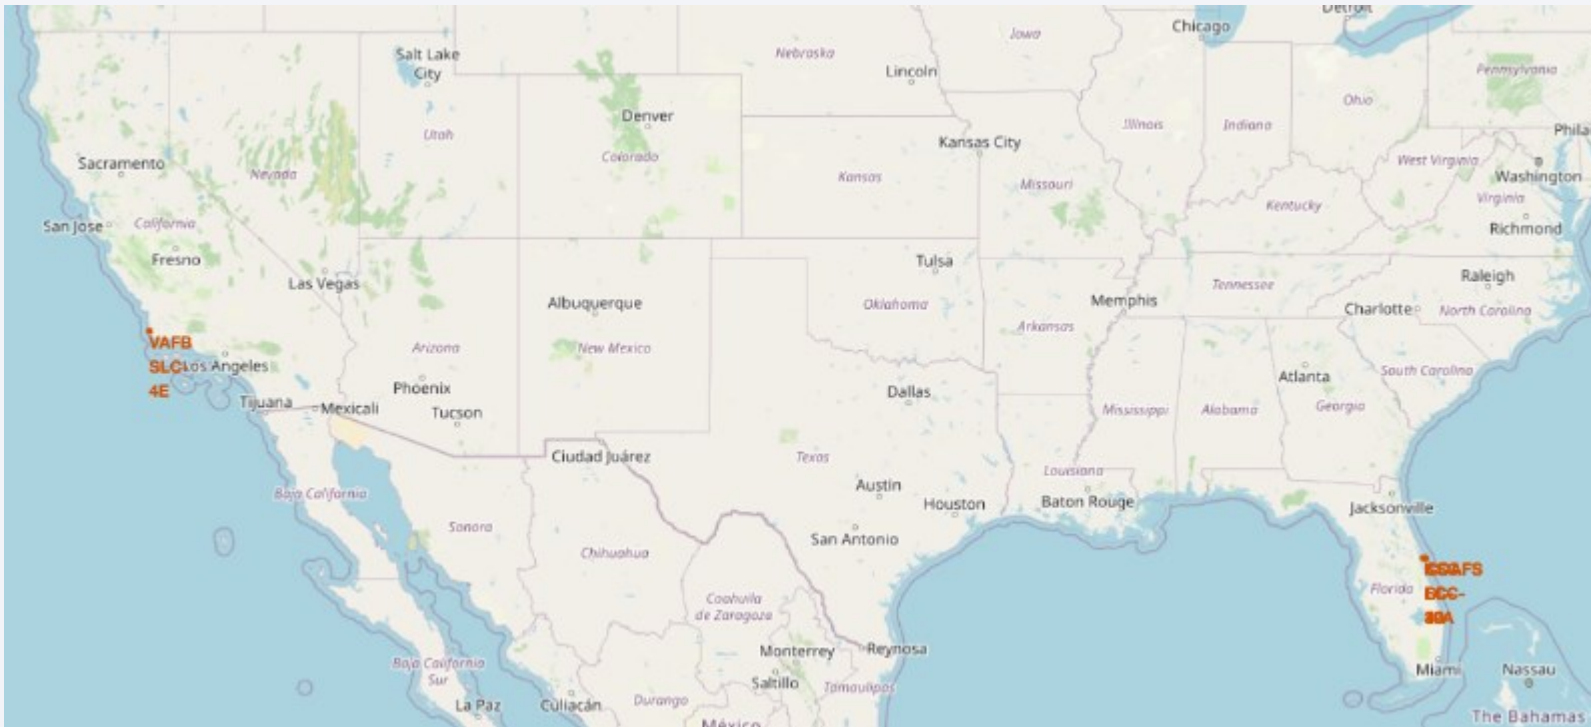 Detroit
Chicago
Iowa
Nebraska
Salt Lake
City
Lincoln
Pennsylvania
Ohio
Denver
Illinois
Indiana
Utah
Kansas City
Phila
Colorado
Sacramento
West Virginia
Nevada
Kansas
Missouri
Washington
Virginia
Kentucky
San Jose
California
Richmond
Fresno
Tulsa
Raleigh
Las Vegas
Tennessee
Albuquerque
Oklahoma
Memphis
Charlotte
North Carolina
Arkansas
VAFB
SLC-
4E
Los Angeles
Arizona
New Mexico
South Carolina
Atlanta
Phoenix
Dallas
Tijuana
Mexicali
Tucson
Mississippi
Alabama
Georgia
Ciudad Juárez
Texas
Louisiana
Baja California
Austin
Houston
Baton Rouge
Jacksonville
Sonora
San Antonio
Chihuahua
Florida
Coahuila
de Zaragoza
Monterrey
Reynosa
Baja California
Sur
Miami
Nassau
Saltillo
Tamaulipas
La Paz
Culiacán
Durango
México
The Bahamas